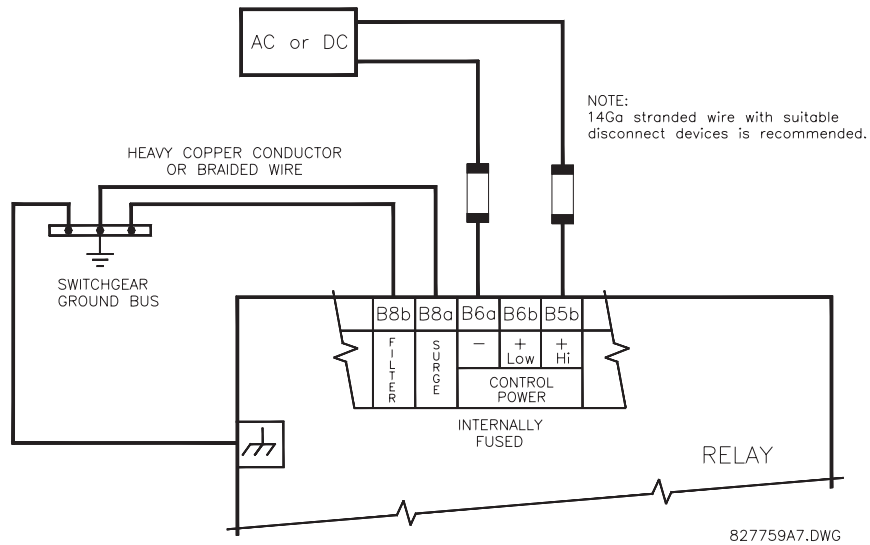 AC or DC
NOTE:
14Ga stranded wire with suitable
disconnect devices is recommended.
HEAVY COPPER CONDUCTOR
OR BRAIDED WIRE
SWITCHGEAR
GROUND BUS
B8b B8a B6a B6b B5b
FILTER
SURGE
−
+
Low
+
Hi
CONTROL
POWER
INTERNALLY
FUSED
RELAY
827759A7.DWG